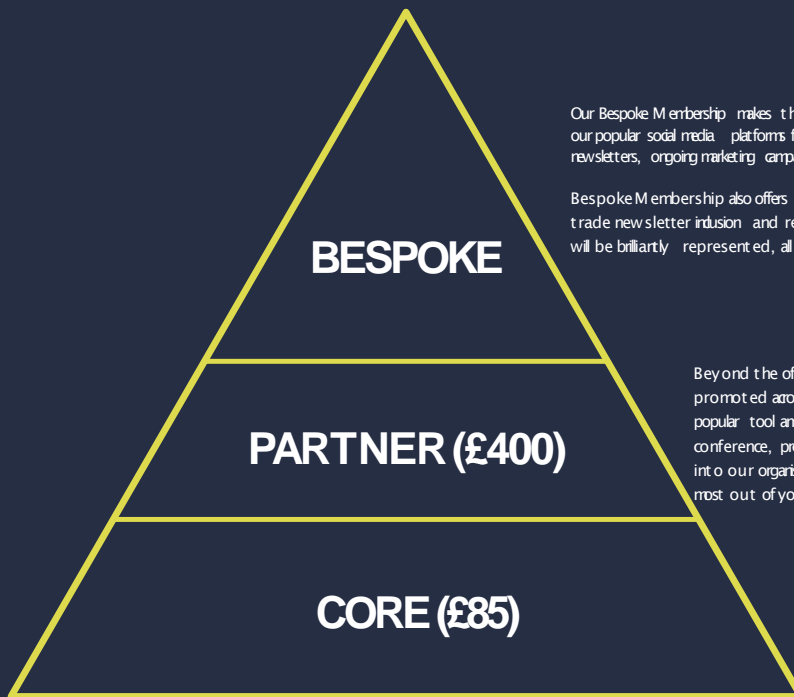 Our Bespoke Membership makes
our popular social media platforms
newsletters, ongoing marketing
Bespoke Membership also offers
trade newsletter inclusion and
will be brilliantly represented,
BESPOKE
Beyond the
promoted
popular tool
conference,
into our
most out of
PARTNER (£400)
CORE (£85)